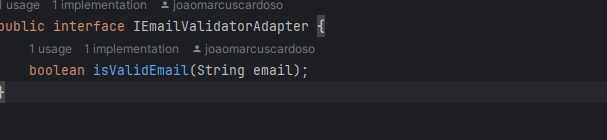 1 usage 1 implementation joaomarcuscardoso
public interface IEmailValidatorAdapter {
1 usage 1 implementation joaomarcuscardoso
boolean isValidEmail(String email);
}